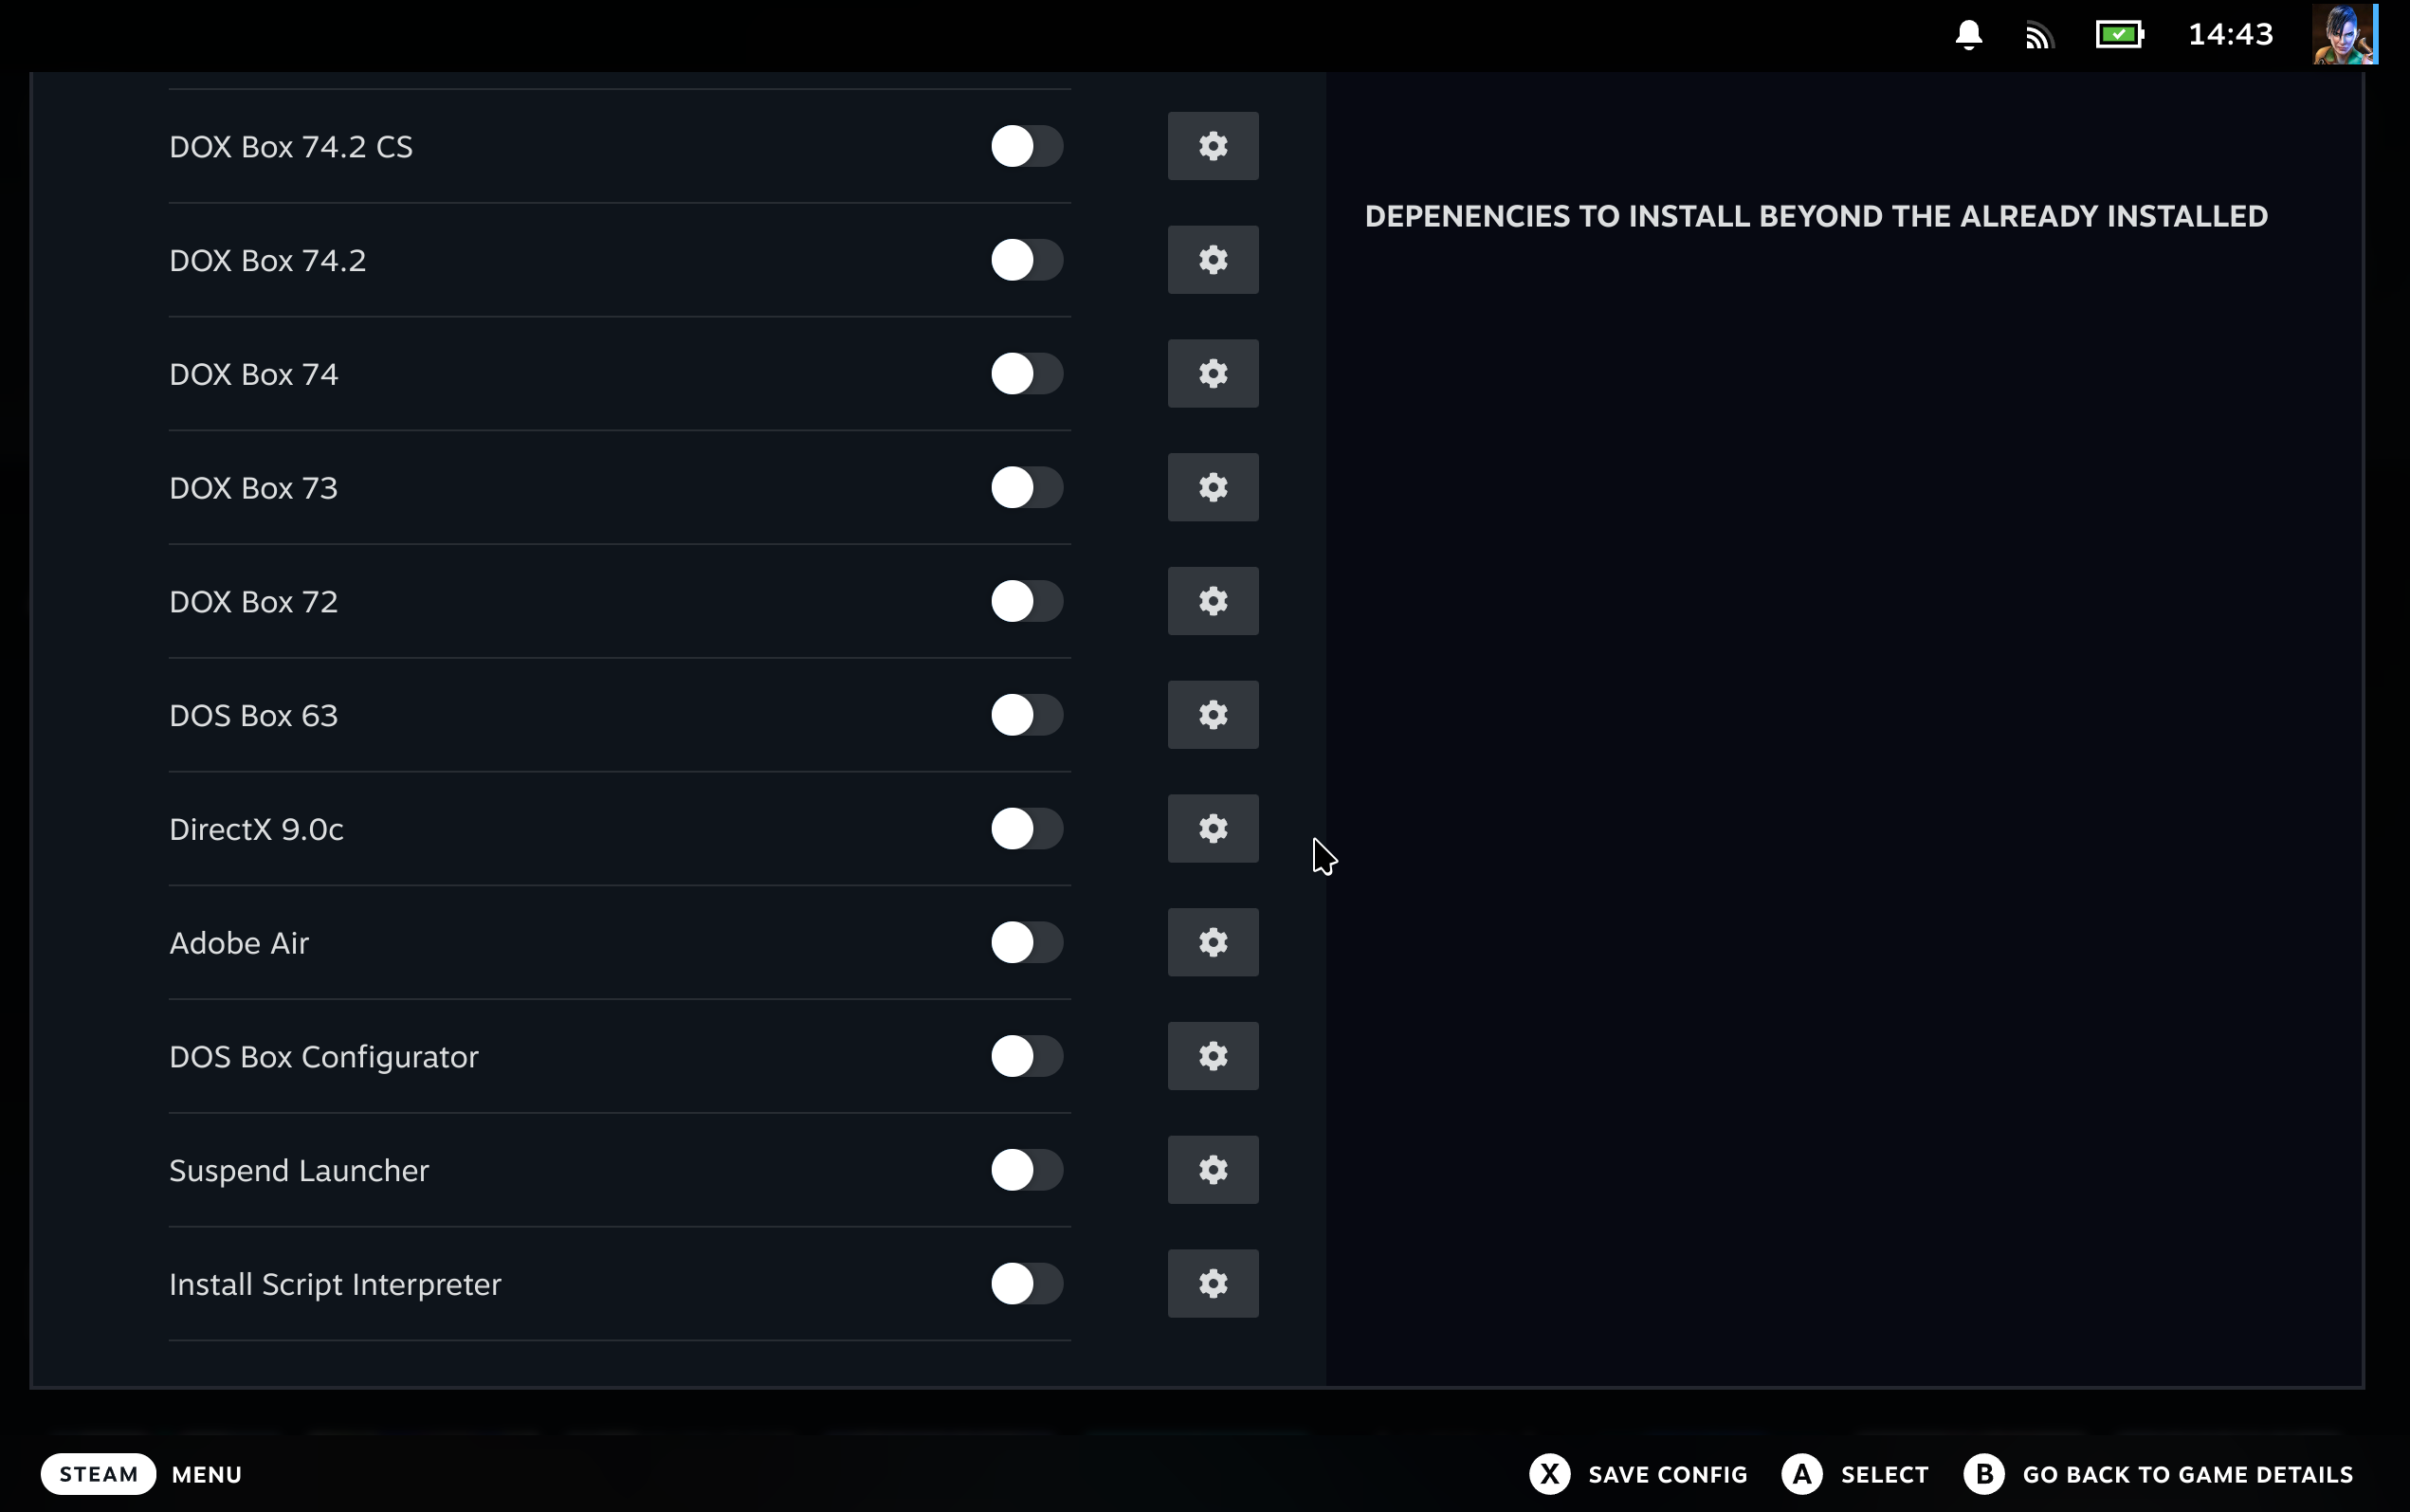 14:43
DOX Box 74.2 CS
DEPENENCIES TO INSTALL BEYOND THE ALREADY INSTALLED
DOX Box 74.2
DOX Box 74
DOX Box 73
DOX Box 72
DOS Box 63
DirectX 9.0c
Adobe Air
DOS Box Configurator
Suspend Launcher
Install Script Interpreter
STEAM MENU
X SAVE CONFIG A SELECT B GO BACK TO GAME DETAILS